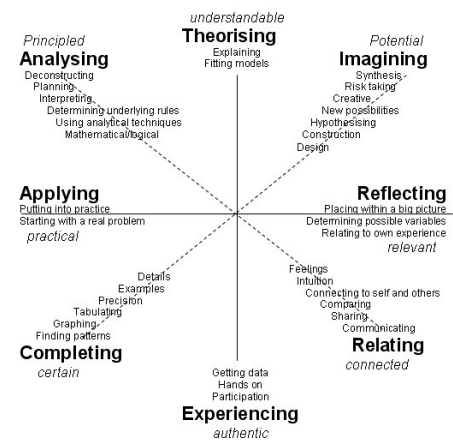 understandable
Theorising
Explaining
Fitting models
Principled
Analysing
Deconstructing
Planning
Interpreting
Determining underlying rules
Using analytical techniques
Mathematical/logical
Potential
Imagining
Synthesis
Risk taking
Creative
New possibilities
Hypothesising
Construction
Design
Applying
Putting into practice
Starting with a real problem
practical
Reflecting
Placing within a big picture
Determining possible variables
Relating to own experience
relevant
Details
Examples
Precision
Tabulating
Graphing
Finding patterns
Completing
certain
Feelings
Intuition
Connecting to self and others
Comparing
Sharing
Communicating
Relating
connected
Getting data
Hands on
Participation
Experiencing
authentic